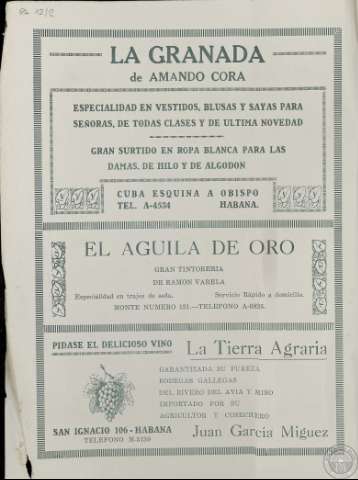 LA GRANADA
de AMANDO CORA
ESPECIALIDAD EN VESTIDOS, BLUSAS Y SAYAS PARA
SEÑORAS, DE TODAS CLASES Y DE ULTIMA NOVEDAD
GRAN SURTIDO EN ROPA BLANCA PARA LAS
DAMAS, DE HILO Y DE ALGODON
CUBA ESQUINA A OBISPO
TEL. A-4534 HABANA.
EL AGUILA DE ORO
GRAN TINTORERIA
DE RAMON VARELA
Especialidad en trajes de seda. Servicio Rápido a domicilio.
MONTE NUMERO 151.—TELEFONO
PIDASE EL DELICIOSO VINO
La Tierra Agraria
GARANTIZADA SU PUREZA
BODEGAS GALLEGAS
DEL RIVERO DEL AVIA Y MIÑO
IMPORTADO POR SU
AGRICULTOR Y COSECHERO
SAN IGNACIO 106-HABANA
TELEFONO
Juan García Miguez